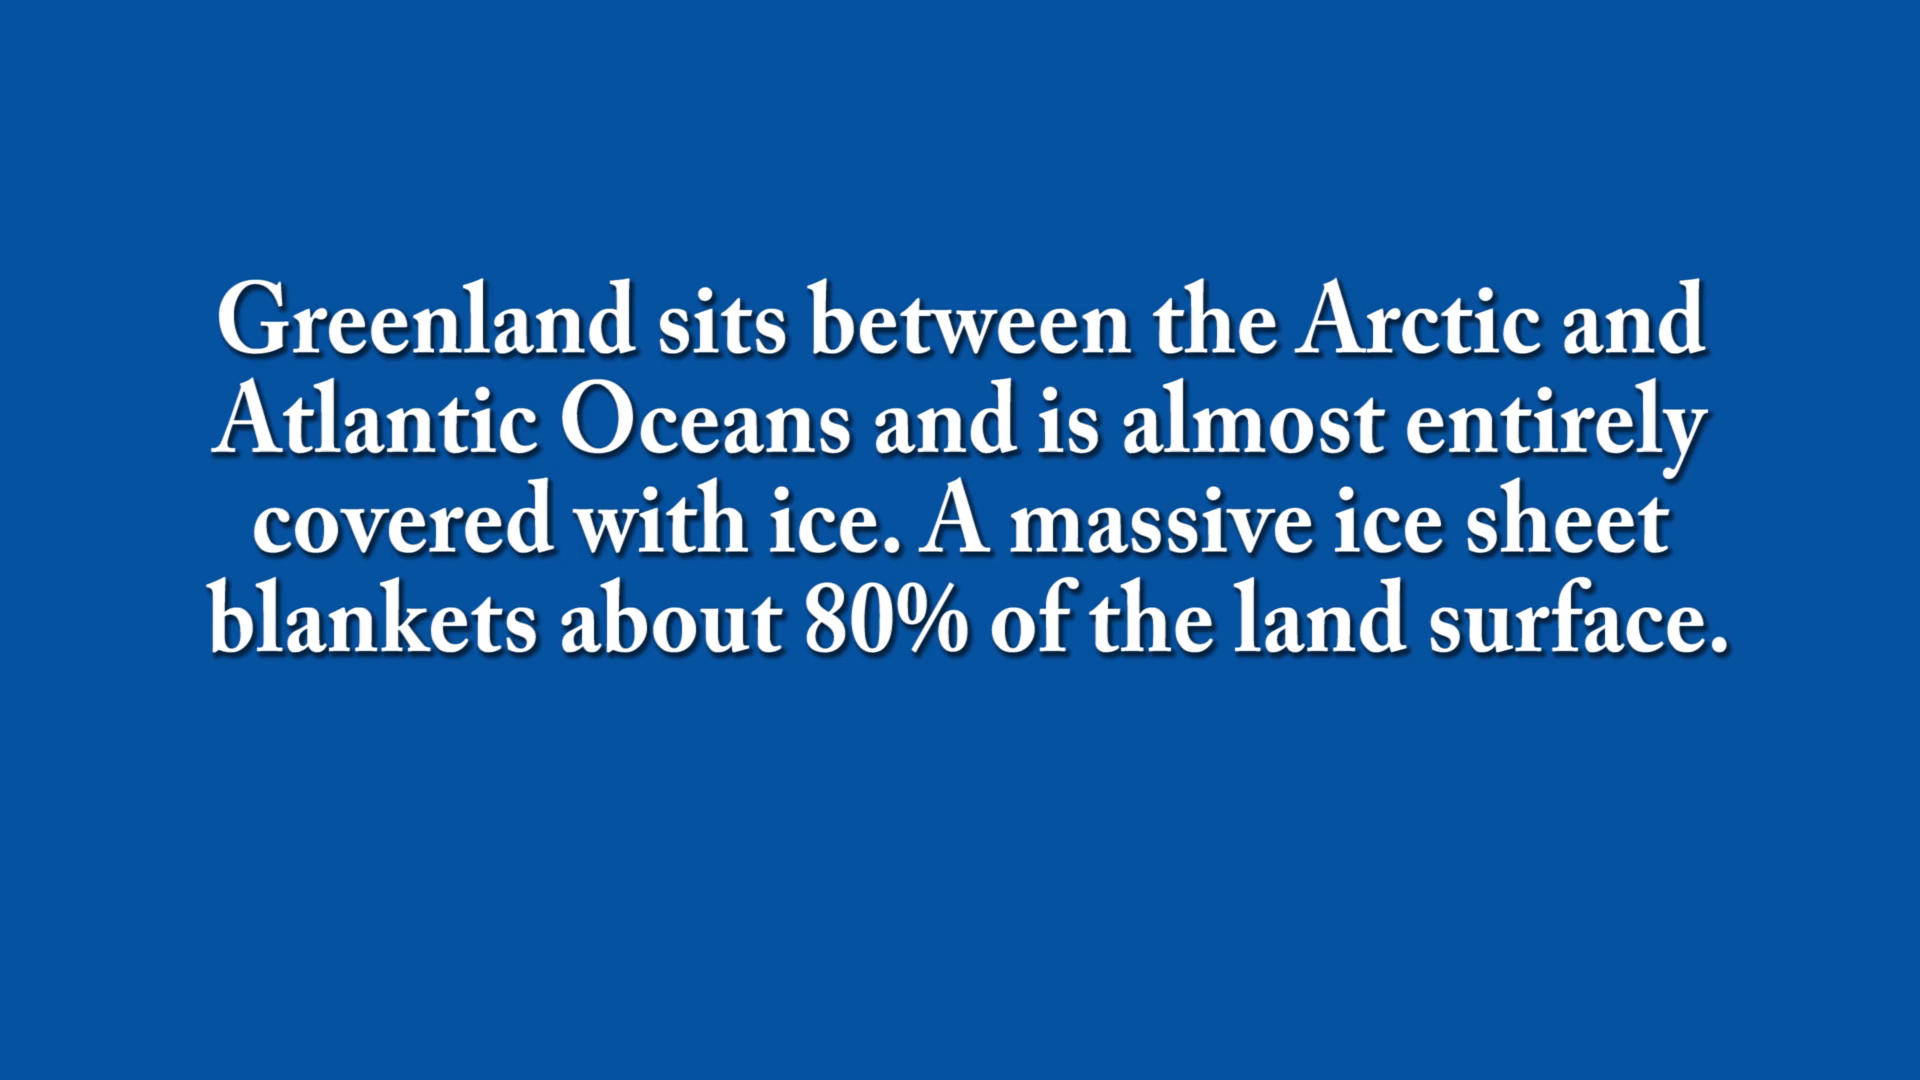 Greenland sits between the Arctic and
Atlantic Oceans and is almost entirely
covered with ice. A massive ice sheet
blankets about 80% of the land surface.